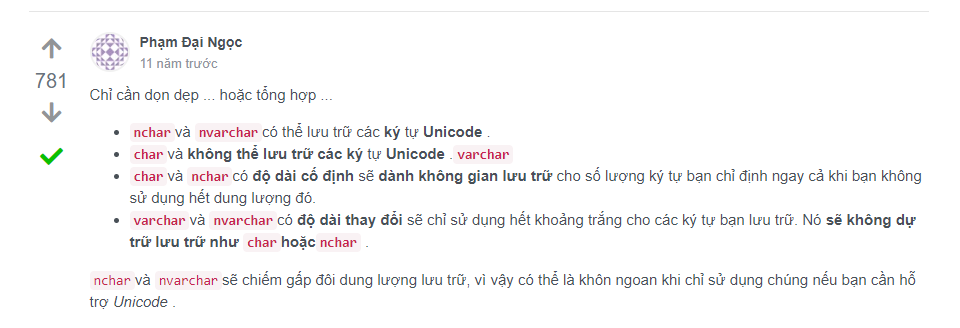 Phạm Đại Ngọc
11 năm trước
781
Chỉ cần dọn dẹp ... hoặc tổng hợp ...
nchar và nvarchar có thể lưu trữ các ký tự Unicode .
char và không thể lưu trữ các ký tự Unicode . varchar
char và nchar có độ dài cố định sẽ dành không gian lưu trữ cho số lượng ký tự bạn chỉ định ngay cả khi bạn không
sử dụng hết dung lượng đó.
varchar và nvarchar có độ dài thay đổi sẽ chỉ sử dụng hết khoảng trắng cho các ký tự bạn lưu trữ. Nó sẽ không dự
trữ lưu trữ như char hoặc nchar .
nchar và nvarchar sẽ chiếm gấp đôi dung lượng lưu trữ, vì vậy có thể là khôn ngoan khi chỉ sử dụng chúng nếu bạn cần hỗ
trợ Unicode .